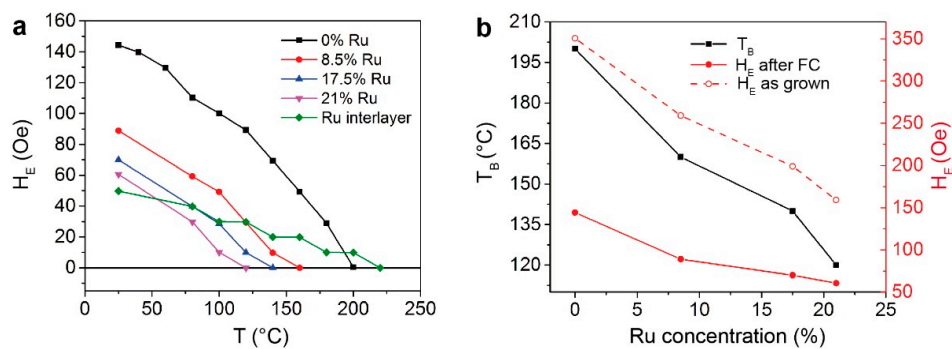 a
160
140
120
100
80
60
40
20
0
H_E (Oe)
0 50 100 150 200 250
T (°C)
0% Ru
8.5% Ru
17.5% Ru
21% Ru
Ru interlayer
b
210
195
180
165
150
135
120
T_B (°C)
0 5 10 15 20 25
Ru concentration (%)
T_B
H_E after FC
H_E as grown
350
300
250
200
150
100
50
H_E (Oe)